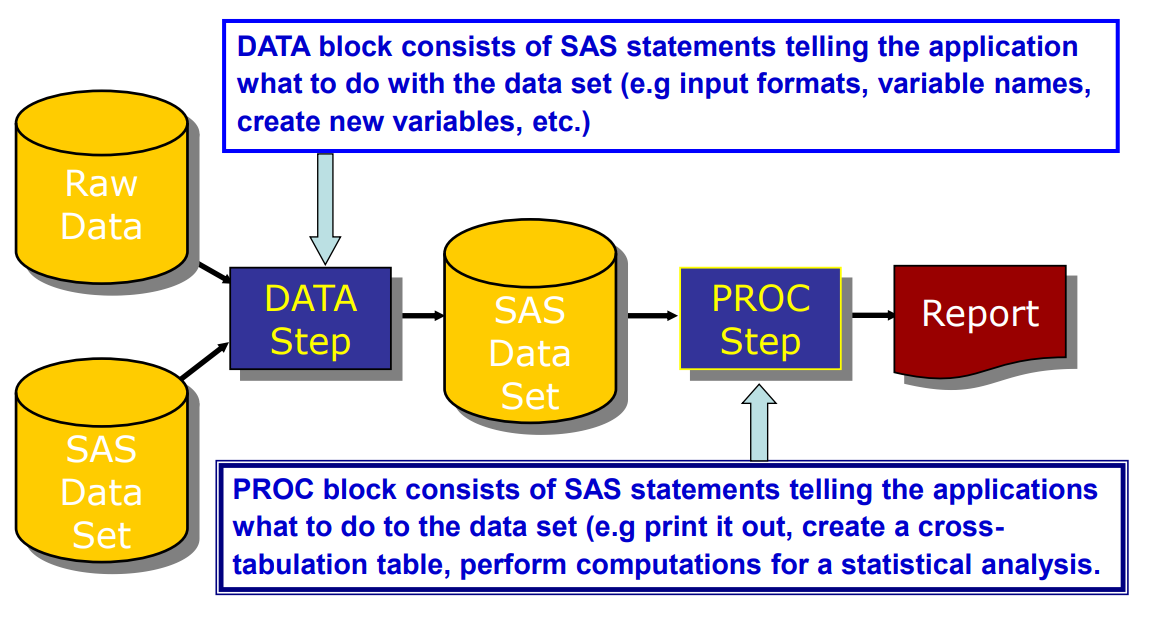 DATA block consists of SAS statements telling the application
what to do with the data set (e.g input formats, variable names,
create new variables, etc.)
Raw
Data
SAS
Data
Set
DATA
Step
SAS
Data
Set
PROC
Step
Report
PROC block consists of SAS statements telling the applications
what to do to the data set (e.g print it out, create a cross-
tabulation table, perform computations for a statistical analysis.